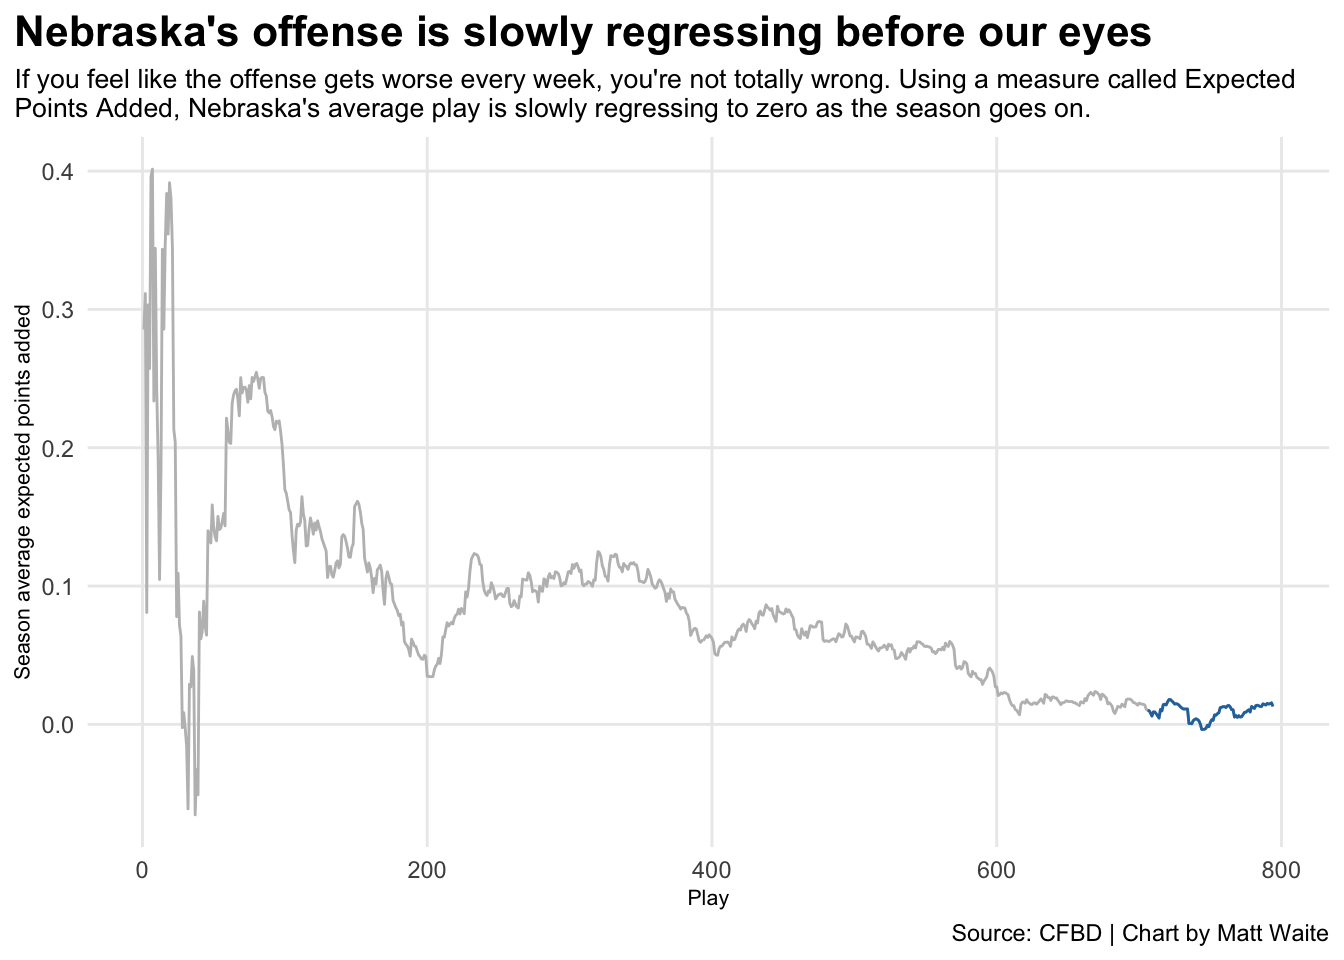 Nebraska's offense is slowly regressing before our eyes
If you feel like the offense gets worse every week, you're not totally wrong. Using a measure called Expected
Points Added, Nebraska's average play is slowly regressing to zero as the season goes on.
Season average expected points added
0.4
0.3
0.2
0.1
0.0
0
200
400
600
800
Play
Source: CFBD | Chart by Matt Waite